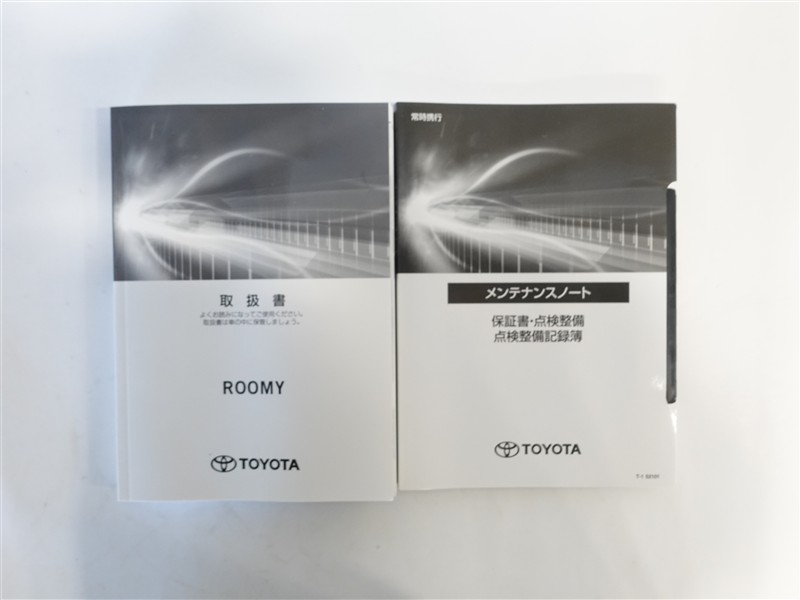 取扱書
よくお読みになってご使用ください。
取扱書は車の中に保管しましょう。
ROOMY
TOYOTA
常時携行
メンテナンスノート
保証書・点検整備
点検整備記録簿
TOYOTA